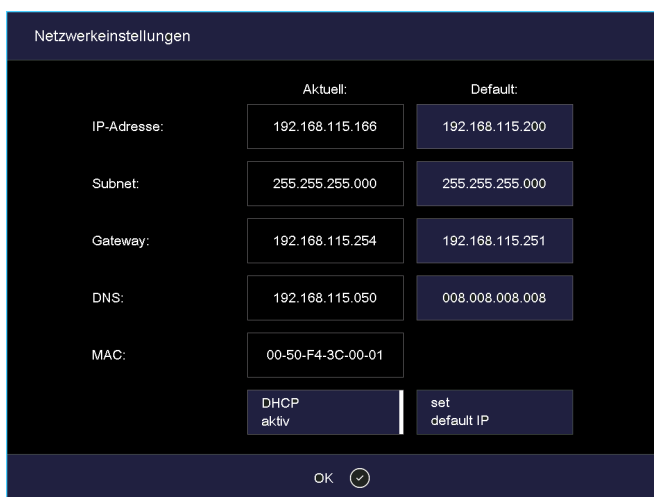 Netzwerkeinstellungen
Aktuell: Default:
IP-Adresse: 192.168.115.166 192.168.115.200
Subnet: 255.255.255.000 255.255.255.000
Gateway: 192.168.115.254 192.168.115.251
DNS: 192.168.115.050 008.008.008.008
MAC: 00-50-F4-3C-00-01
DHCP set
aktiv default IP
OK